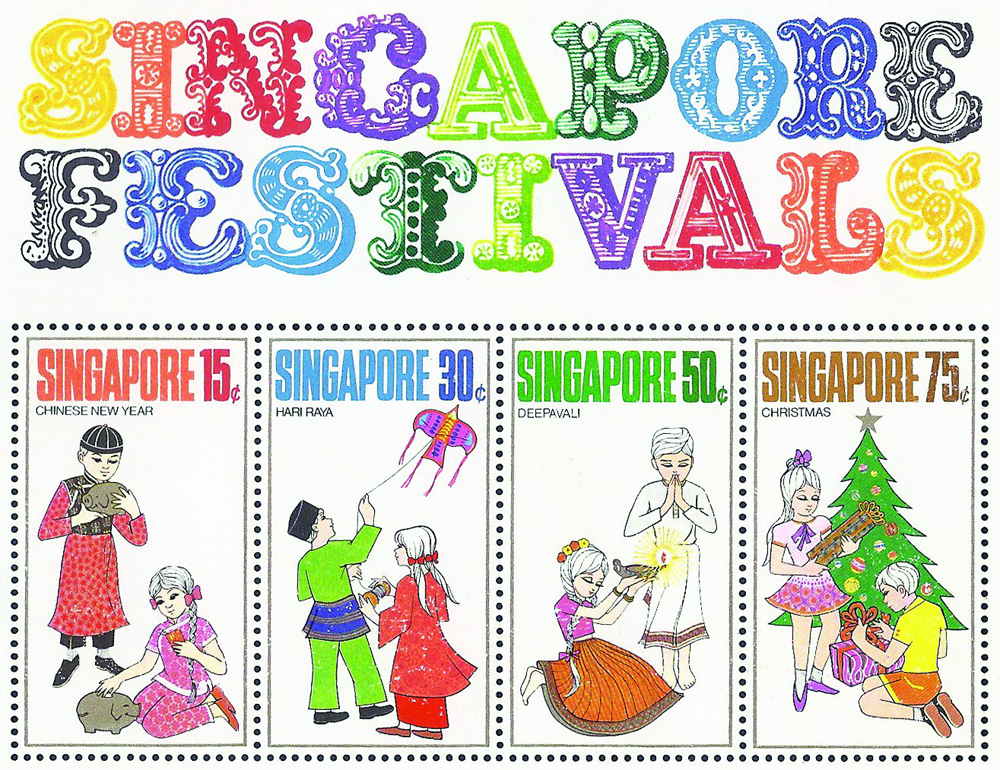 SINGAPORE
FESTIVALS
SINGAPORE 15¢
CHINESE NEW YEAR
SINGAPORE 30¢
HARI RAYA
SINGAPORE 50¢
DEEPAVALI
SINGAPORE 75¢
CHRISTMAS